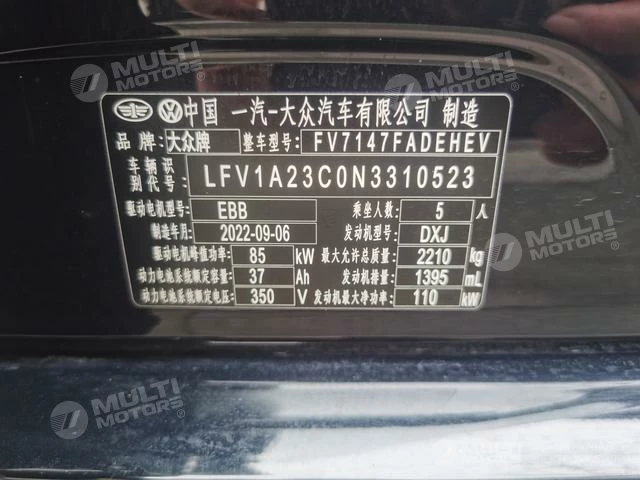 MULTI MOTORS MULTI MOTORS
中国 一汽-大众汽车有限公司 制造
品牌 大众牌 整车型号 FV7147FADEHEV
车辆识别代号: LFV1A23C0N3310523
驱动电机型号: EBB 乘坐人数: 5 人
制造年月 2022-09-06 发动机型号: DXJ
驱动电机峰值功率: 85 kW 最大允许总质量: 2210 kg
动力电池系统额定容量: 37 Ah 发动机排量: 1395 mL
动力电池系统额定电压: 350 V 发动机最大净功率: 110 kW
MULTI MOTORS
MULTI MOTORS
MULTI MOTORS MULTI MOTORS